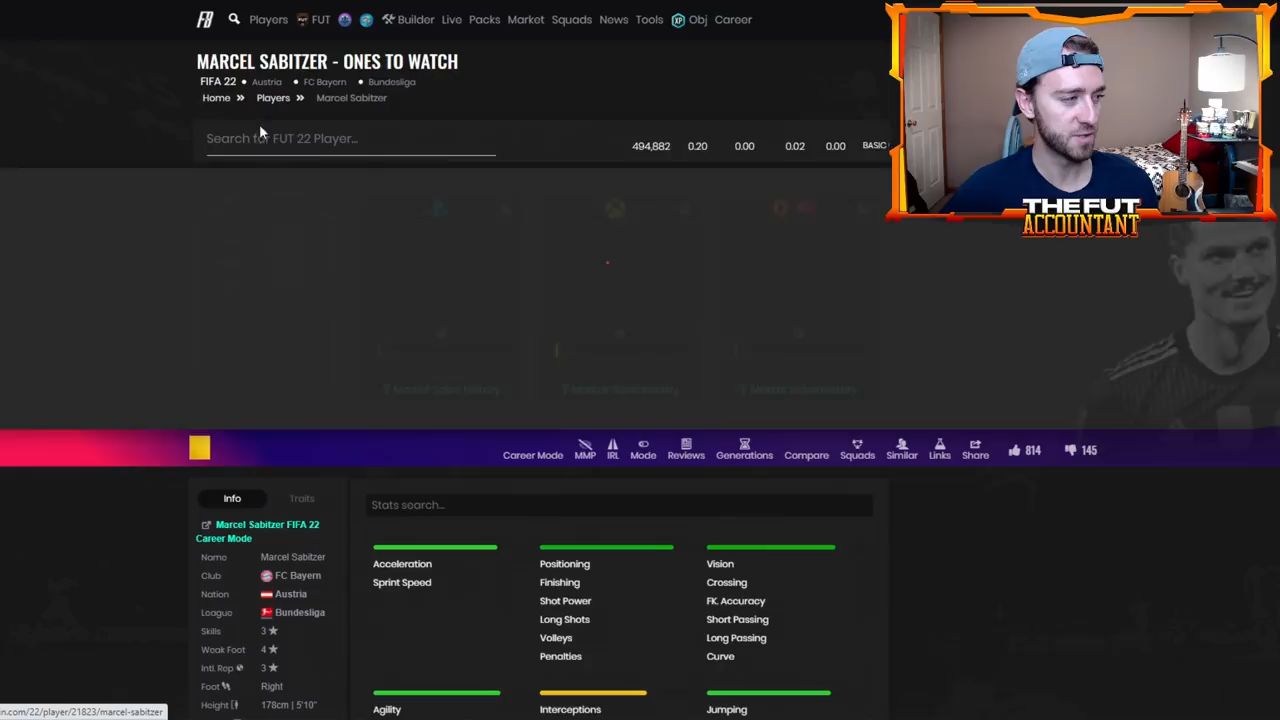 Players FUT Builder Live Packs Market Squads News Tools XP Obj Career
MARCEL SABITZER - ONES TO WATCH
FIFA 22 • Austria • FC Bayern • Bundesliga
Home » Players » Marcel Sabitzer
Search for FUT 22 Player...
494,882 0.20 0.00 0.02 0.00 BASIC
THE FUT
ACCOUNTANT
Career Mode MMP IRL Mode Reviews Generations Compare Squads Similar Links Share 814 145
Info Traits
Stats search...
Marcel Sabitzer FIFA 22
Career Mode
Name Marcel Sabitzer
Club FC Bayern
Nation Austria
League Bundesliga
Skills 3★
Weak Foot 4★
Intl. Rep 3★
Foot Right
Height 178cm | 5'10"
Acceleration
Sprint Speed
Positioning
Finishing
Shot Power
Long Shots
Volleys
Penalties
Vision
Crossing
FK. Accuracy
Short Passing
Long Passing
Curve
Agility
Interceptions
Jumping
in.com/22/player/21823/marcel-sabitzer